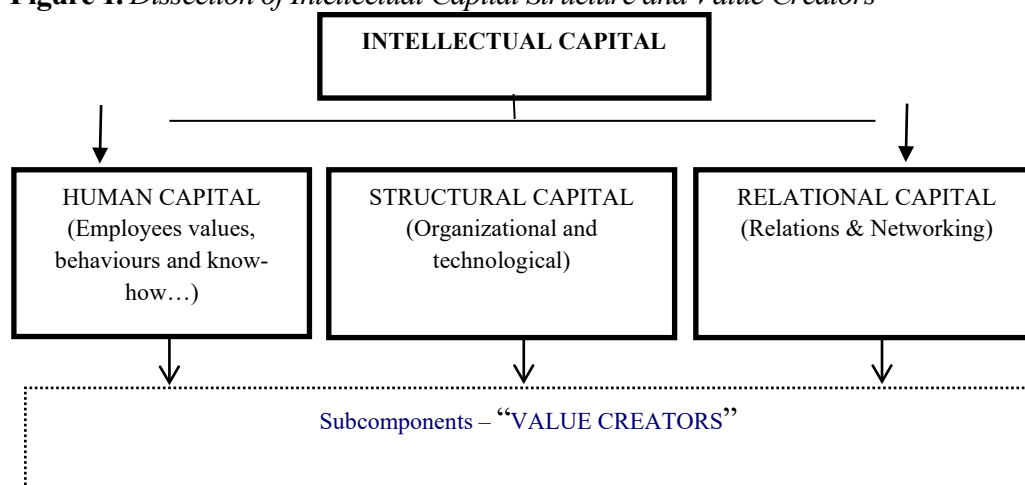 Figure 1. Dissection of Intellectual Capital Structure and Value Creators
INTELLECTUAL CAPITAL
HUMAN CAPITAL
(Employees values,
behaviours and know-
how…)
STRUCTURAL CAPITAL
(Organizational and
technological)
RELATIONAL CAPITAL
(Relations & Networking)
Subcomponents – “VALUE CREATORS”